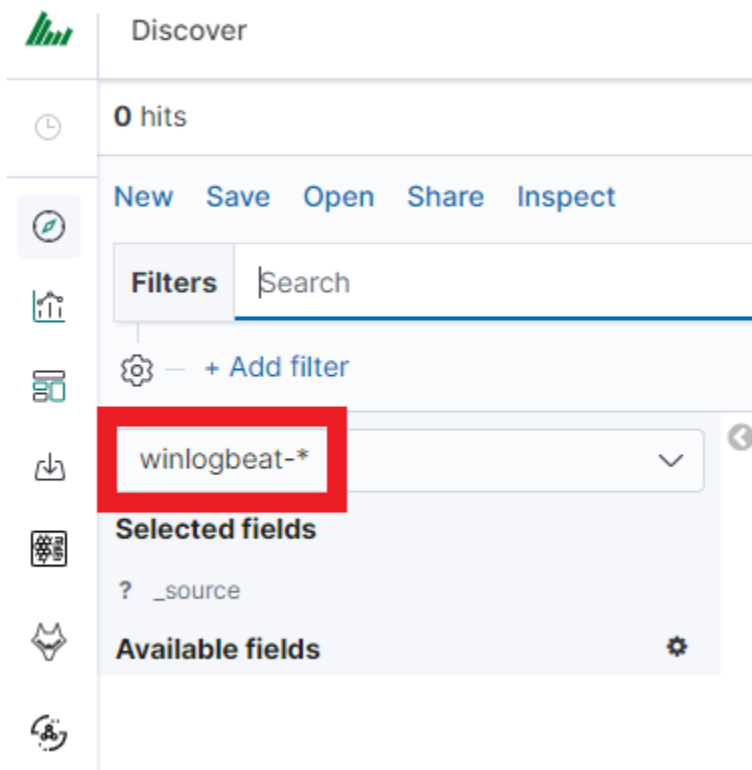 Discover
0 hits
New Save Open Share Inspect
Filters Search
+ Add filter
winlogbeat-*
Selected fields
? _source
Available fields